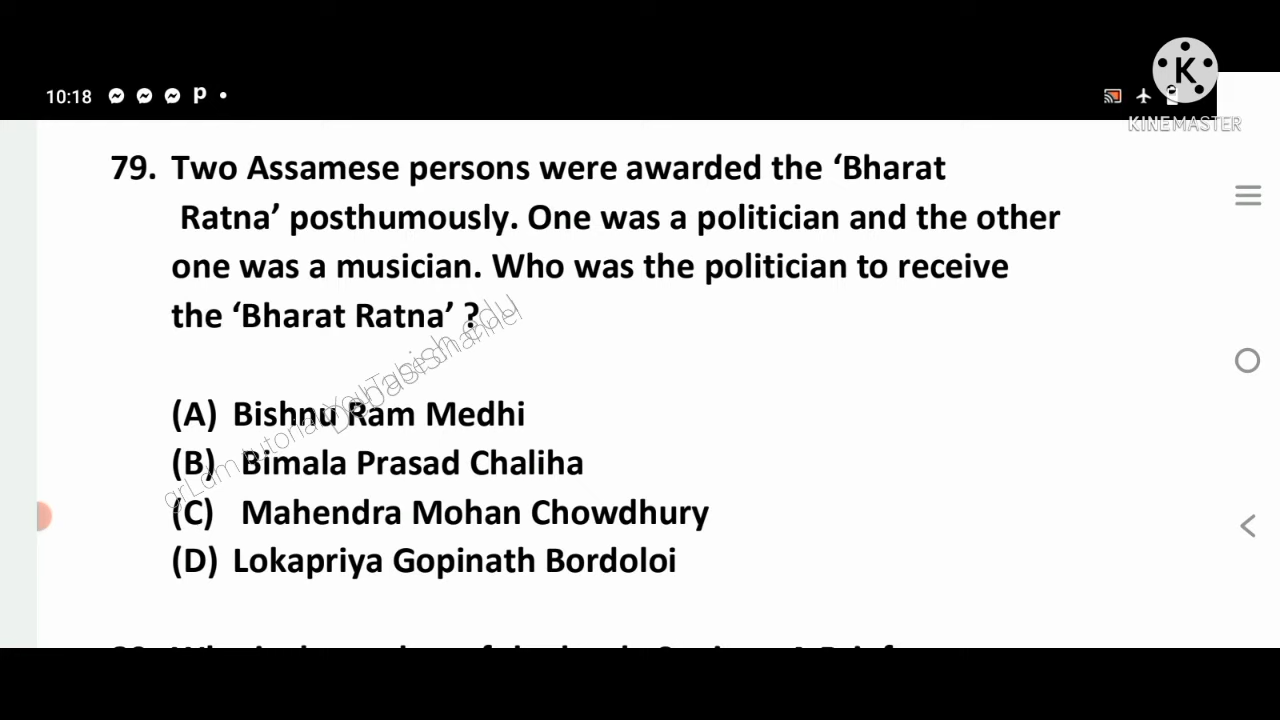 10:18
KINEMASTER
79. Two Assamese persons were awarded the ‘Bharat
Ratna’ posthumously. One was a politician and the other
one was a musician. Who was the politician to receive
the ‘Bharat Ratna’ ?
(A) Bishnu Ram Medhi
(B) Bimala Prasad Chaliha
(C) Mahendra Mohan Chowdhury
(D) Lokapriya Gopinath Bordoloi